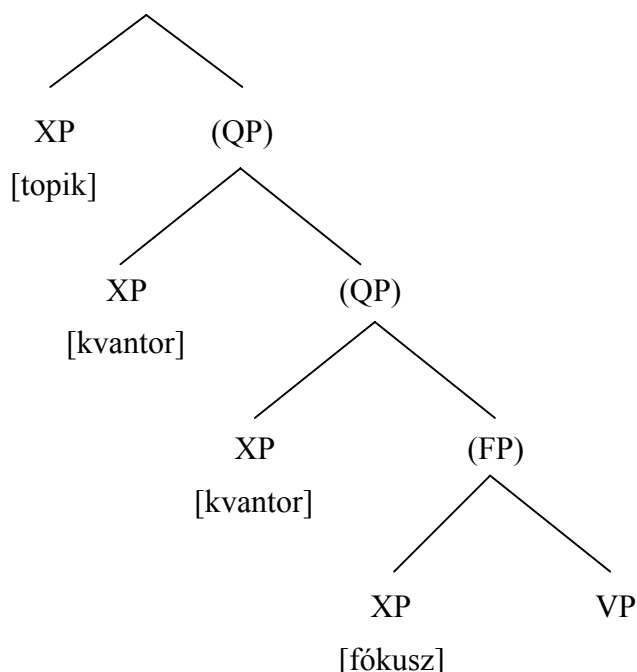 XP (QP)
[topik]
XP (QP)
[kvantor]
XP (FP)
[kvantor]
XP VP
[fókusz]